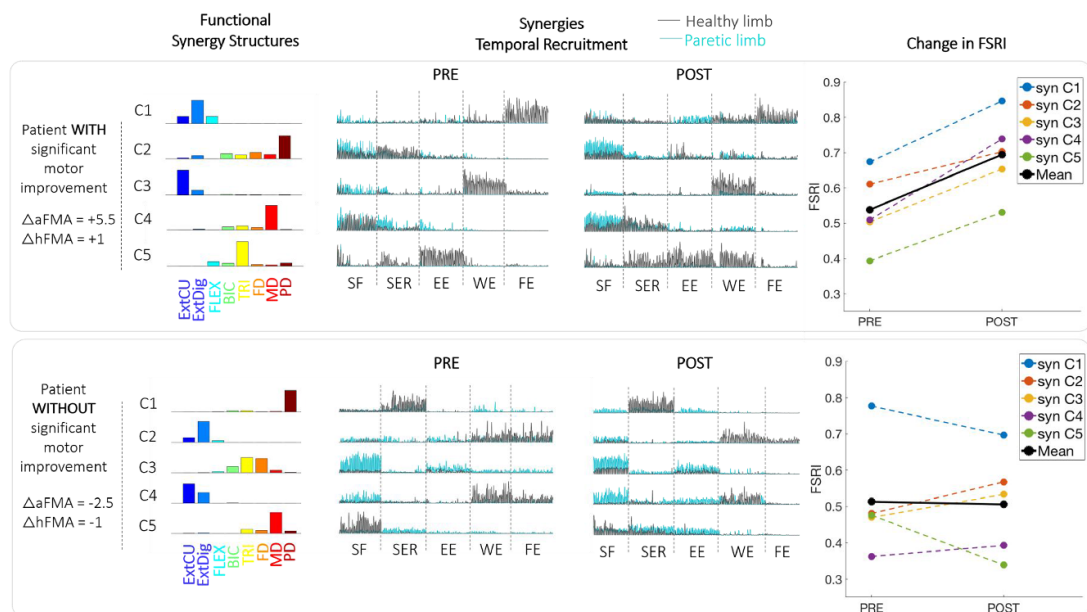 Functional
Synergy Structures
Synergies
Temporal Recruitment
Healthy limb
Paretic limb
Change in FSRI
Patient WITH
significant
motor
improvement
△aFMA = +5.5
△hFMA = +1
C1
C2
C3
C4
C5
ExtCU
ExtDig
FLEX
BIC
TRI
FD
MD
PD
PRE
SF
SER
EE
WE
FE
POST
SF
SER
EE
WE
FE
FSRI
0.9
0.8
0.7
0.6
0.5
0.4
0.3
PRE
POST
syn C1
syn C2
syn C3
syn C4
syn C5
Mean
Patient
WITHOUT
significant
motor
improvement
△aFMA = -2.5
△hFMA = -1
C1
C2
C3
C4
C5
ExtCU
ExtDig
FLEX
BIC
TRI
FD
MD
PD
PRE
SF
SER
EE
WE
FE
POST
SF
SER
EE
WE
FE
FSRI
0.9
0.8
0.7
0.6
0.5
0.4
0.3
PRE
POST
syn C1
syn C2
syn C3
syn C4
syn C5
Mean